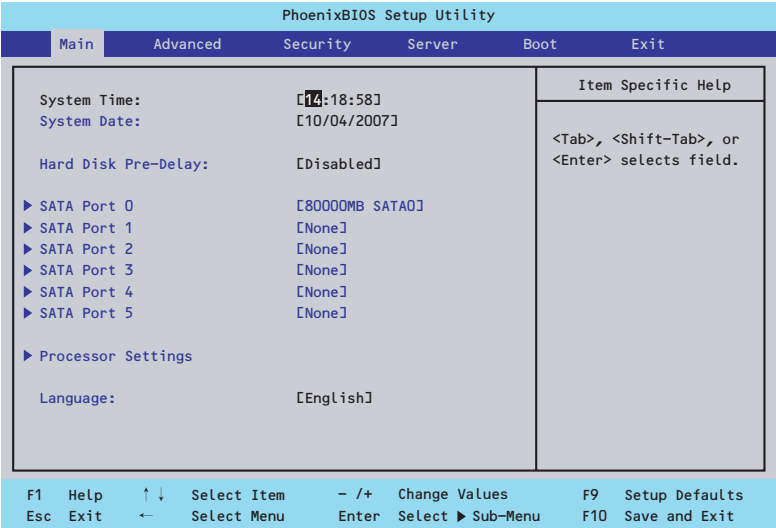 PhoenixBIOS Setup Utility
Main Advanced Security Server Boot Exit
System Time: [14:18:58]
System Date: [10/04/2007]
Hard Disk Pre-Delay: [Disabled]
▶ SATA Port 0 [80000MB SATA0]
▶ SATA Port 1 [None]
▶ SATA Port 2 [None]
▶ SATA Port 3 [None]
▶ SATA Port 4 [None]
▶ SATA Port 5 [None]
▶ Processor Settings
Language: [English]
Item Specific Help
<Tab>, <Shift-Tab>, or
<Enter> selects field.
F1 Help ↑↓ Select Item - /+ Change Values F9 Setup Defaults
Esc Exit ← Select Menu Enter Select ▶ Sub-Menu F10 Save and Exit